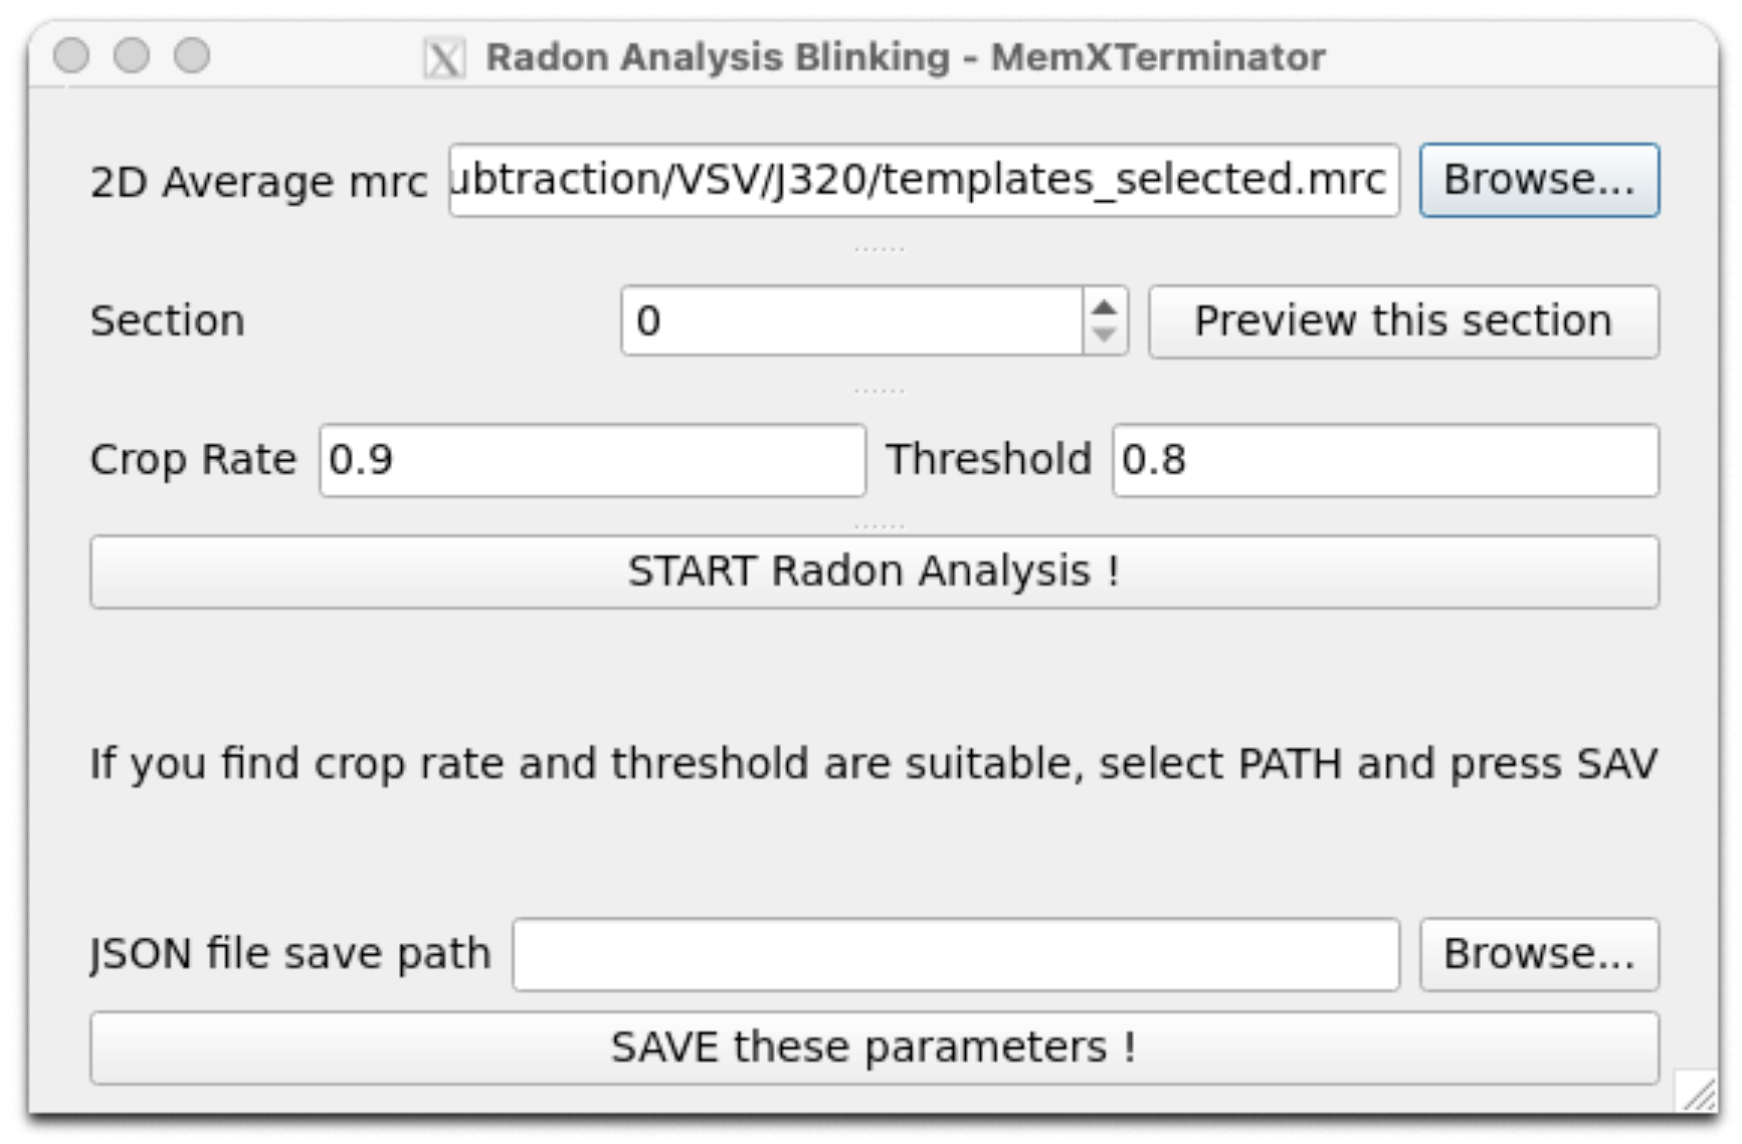 Radon Analysis Blinking - MemXTerminator
2D Average mrc ubtraction/VSV/J320/templates_selected.mrc Browse...
Section 0 Preview this section
Crop Rate 0.9 Threshold 0.8
START Radon Analysis !
If you find crop rate and threshold are suitable, select PATH and press SAV
JSON file save path Browse...
SAVE these parameters !